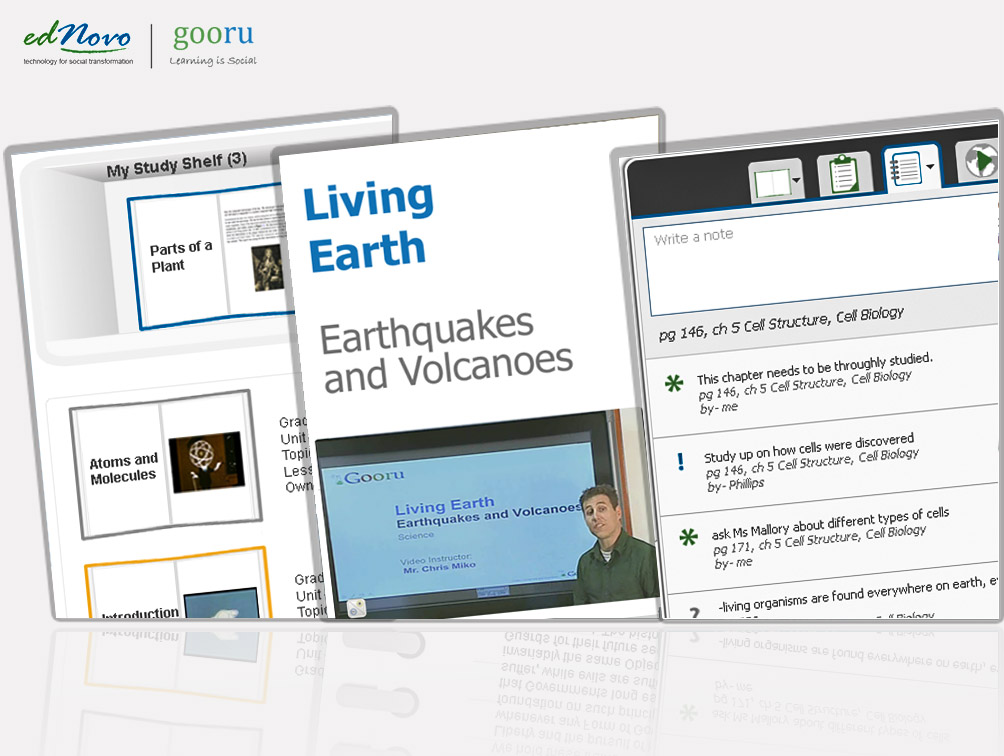 edNovo
technology for social transformation
gooru
Learning is Social
My Study Shelf (3)
Parts of a
Plant
Atoms and
Molecules
Grad
Unit
Topi
Less
Own
Introduction
Grad
Unit
Topi
Living
Earth
Earthquakes
and Volcanoes
Gooru
Living Earth
Earthquakes and Volcanoes
Science
Video Instructor:
Mr. Chris Miko
Write a note
pg 146, ch 5 Cell Structure, Cell Biology
This chapter needs to be throughly studied.
pg 146, ch 5 Cell Structure, Cell Biology
by- me
! Study up on how cells were discovered
pg 146, ch 5 Cell Structure, Cell Biology
by- Phillips
ask Ms Mallory about different types of cells
pg 171, ch 5 Cell Structure, Cell Biology
by- me
? -living organisms are found everywhere on earth, e